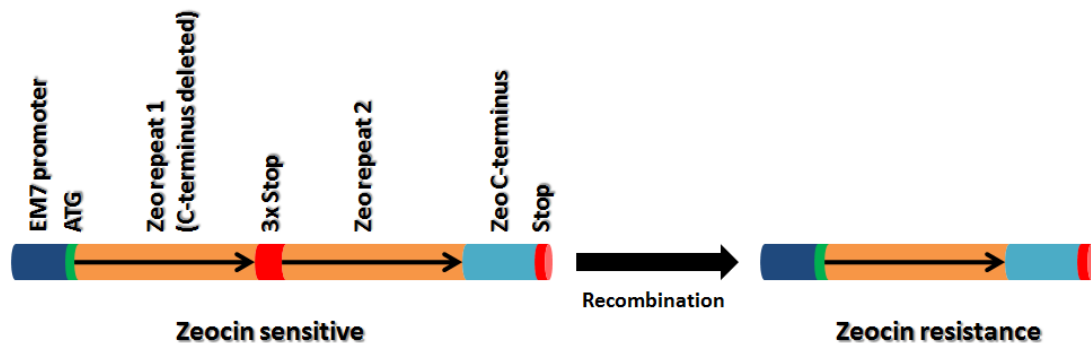 EM7 promoter
ATG
Zeo repeat 1
(C-terminus deleted)
3x Stop
Zeo repeat 2
Zeo C-terminus
Stop
Recombination
Zeocin sensitive
Zeocin resistance